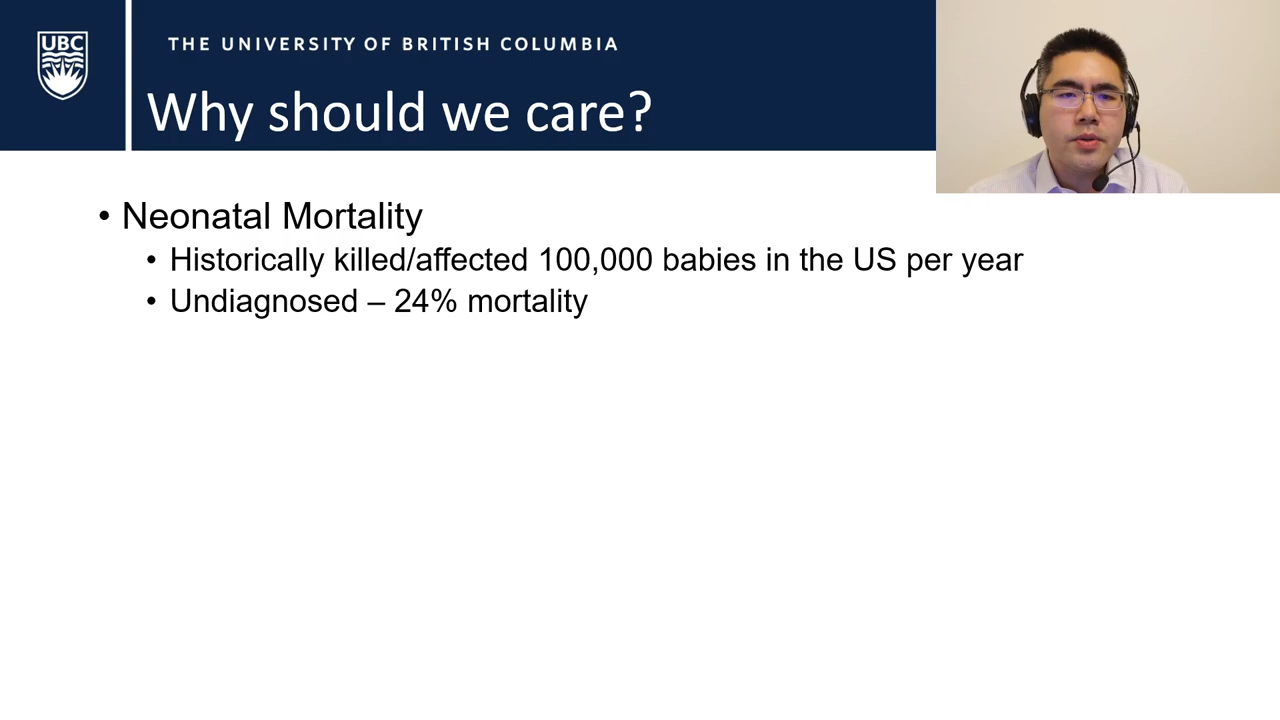 UBC
THE UNIVERSITY OF BRITISH COLUMBIA
Why should we care?
• Neonatal Mortality
• Historically killed/affected 100,000 babies in the US per year
• Undiagnosed – 24% mortality